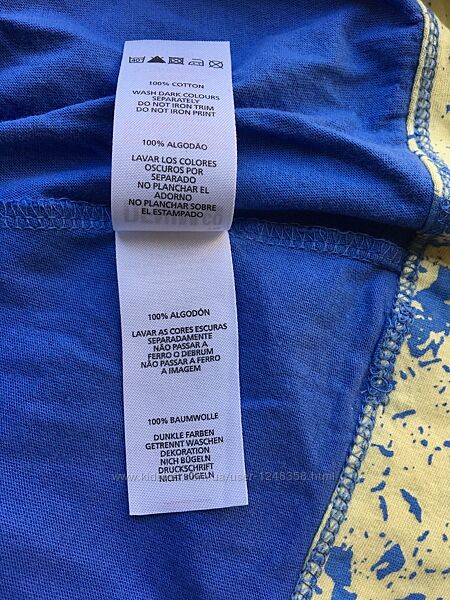 40°
100% COTTON
WASH DARK COLOURS
SEPARATELY
DO NOT IRON TRIM
DO NOT IRON PRINT
100% ALGODÃO
LAVAR LOS COLORES
OSCUROS POR
SEPARADO
NO PLANCHAR EL
ADORNO
NO PLANCHAR SOBRE
EL ESTAMPADO
100% ALGODÓN
LAVAR AS CORES ESCURAS
SEPARADAMENTE
NÃO PASSAR A
FERRO O DEBRUM
NÃO PASSAR A FERRO
A IMAGEM
100% BAUMWOLLE
DUNKLE FARBEN
GETRENNT WASCHEN
DEKORATION
NICH BÜGELN
DRUCKSCHRIFT
NICHT BÜGELN